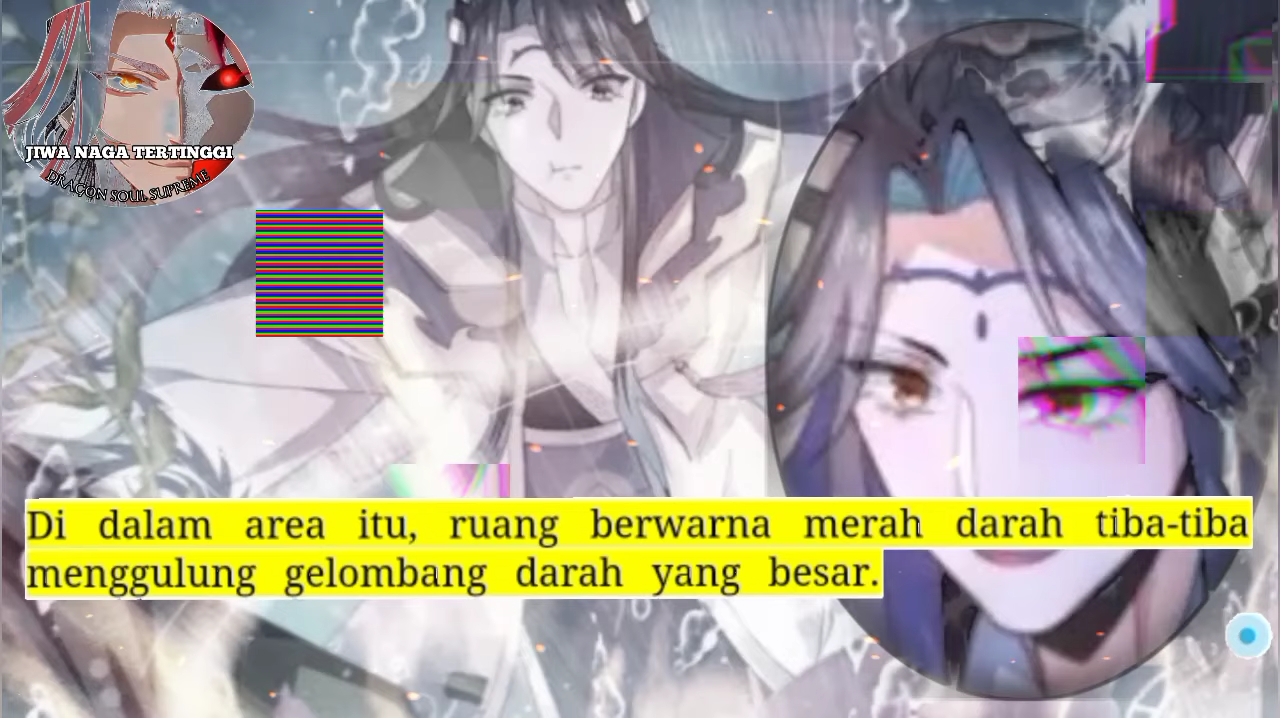 JIWA NAGA TERTINGGI
DRAGON SOUL SUPREME
Di dalam area itu, ruang berwarna merah darah tiba-tiba
menggulung gelombang darah yang besar.